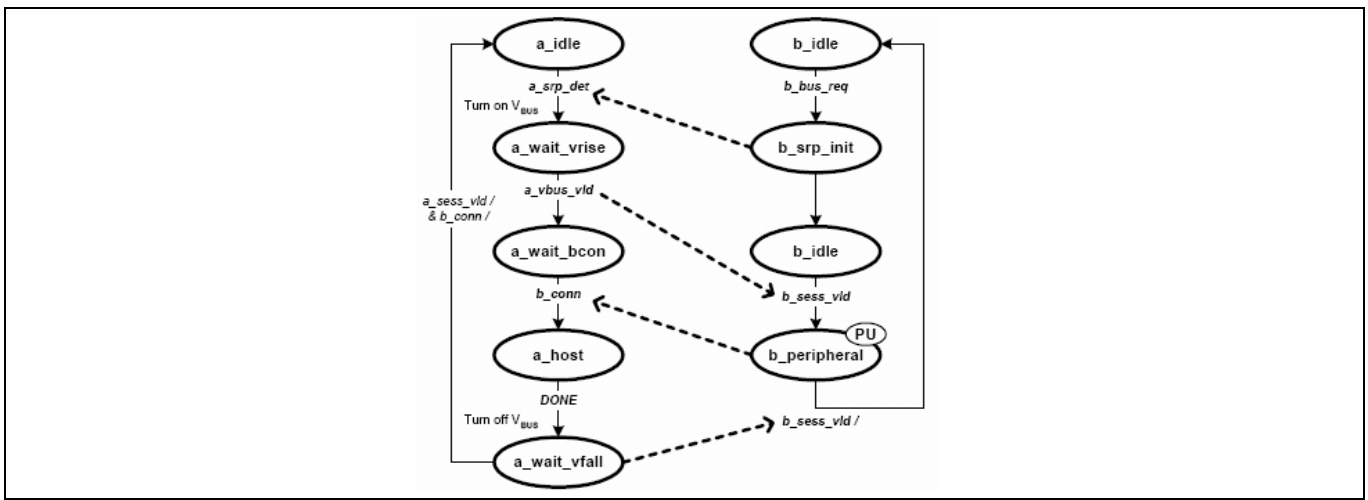 a_idle
b_idle
a_srp_det
b_bus_req
Turn on VBUS
a_wait_vrise
b_srp_init
a_vbus_vld
a_sess_vld /
& b_conn /
a_wait_bcon
b_idle
b_conn
b_sess_vld
PU
a_host
b_peripheral
DONE
Turn off VBUS
b_sess_vld /
a_wait_vfall